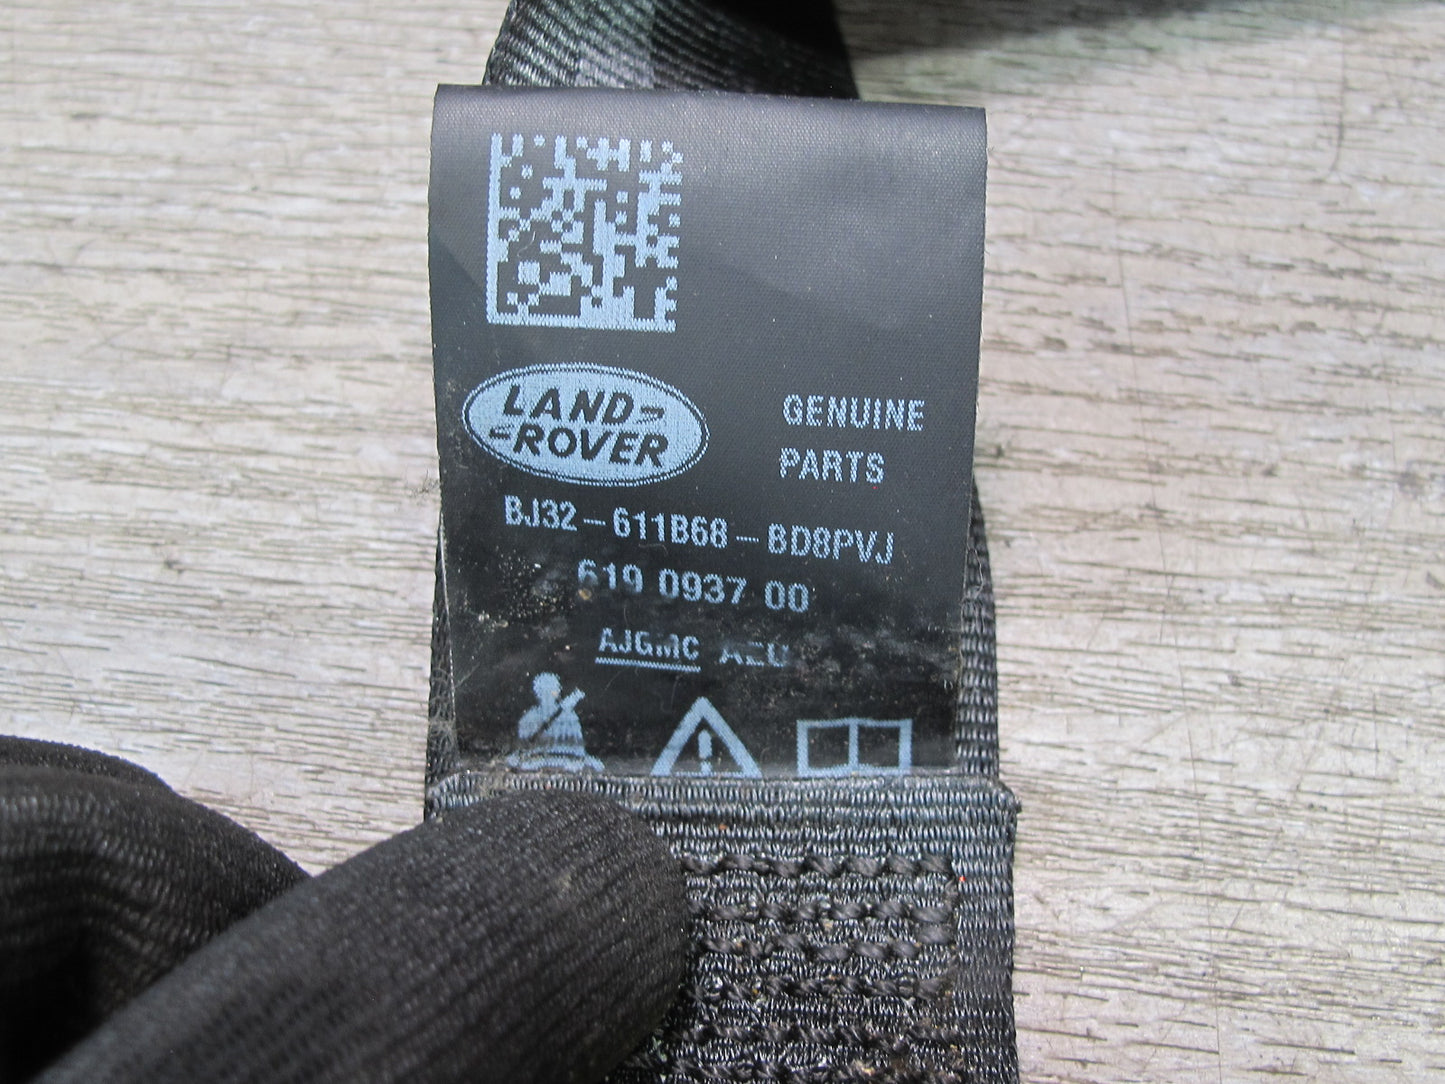 LAND-
-ROVER
GENUINE
PARTS
BJ32-611B68-BD8PVJ
619 0937 00
AJGMC